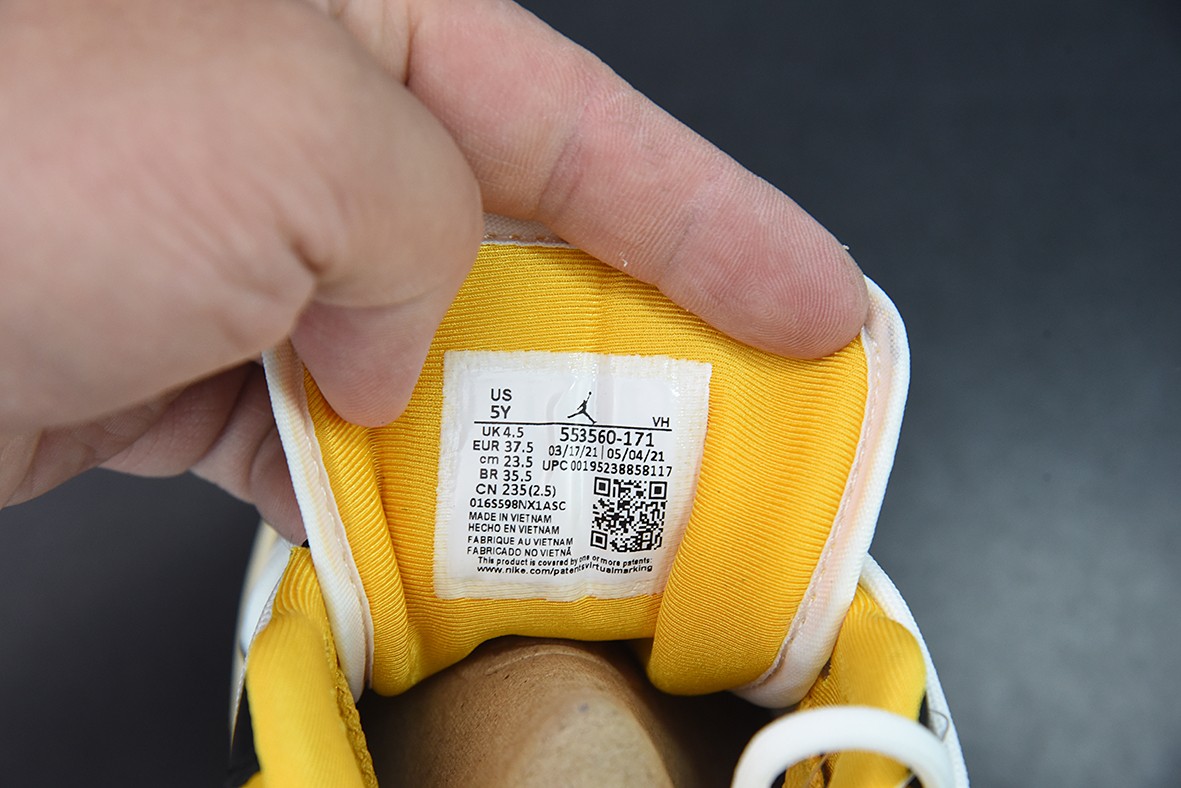 US
5Y
VH
UK 4.5
EUR 37.5
cm 23.5
BR 35.5
CN 235(2.5)
553560-171
03/17/21 | 05/04/21
UPC 00195238858117
016S598NX1ASC
MADE IN VIETNAM
HECHO EN VIETNAM
FABRIQUE AU VIETNAM
FABRICADO NO VIETNÃ
This product is covered by one or more patents:
www.nike.com/patentsvirtualmarking